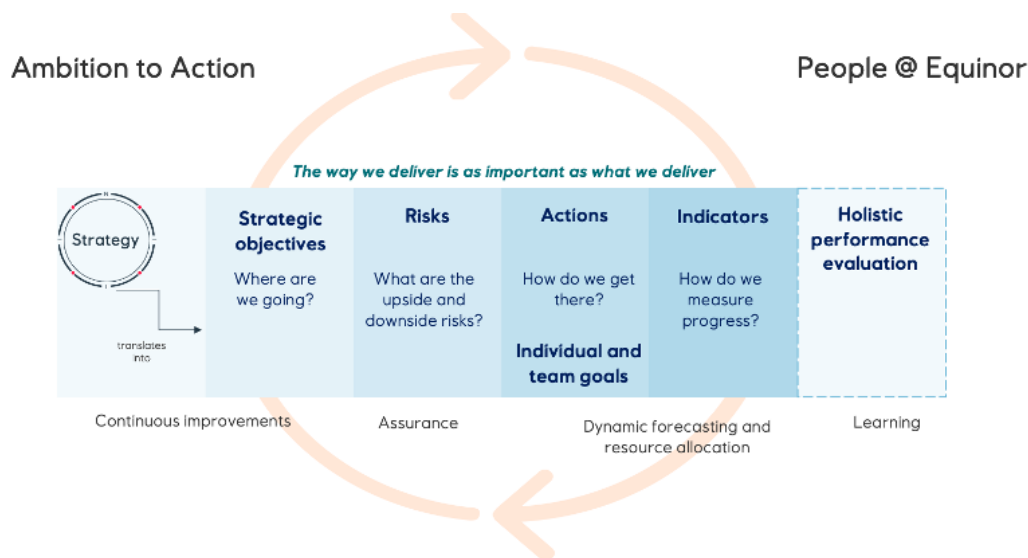 Ambition to Action
People @ Equinor
The way we deliver is as important as what we deliver
Strategy
translates
into
Strategic
objectives
Where are
we going?
Risks
What are the
upside and
downside risks?
Actions
How do we get
there?
Individual and
team goals
Indicators
How do we
measure
progress?
Holistic
performance
evaluation
Continuous improvements
Assurance
Dynamic forecasting and
resource allocation
Learning